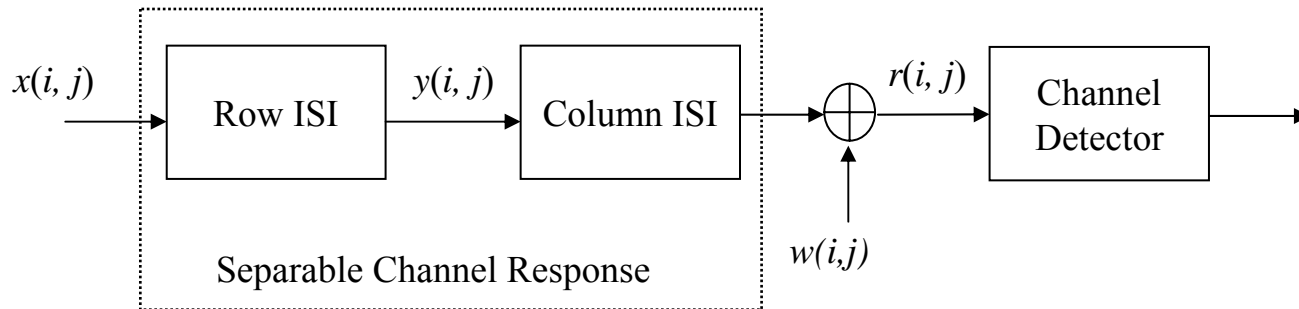 x(i, j)
Row ISI
y(i, j)
Column ISI
r(i, j)
Channel
Detector
w(i,j)
Separable Channel Response